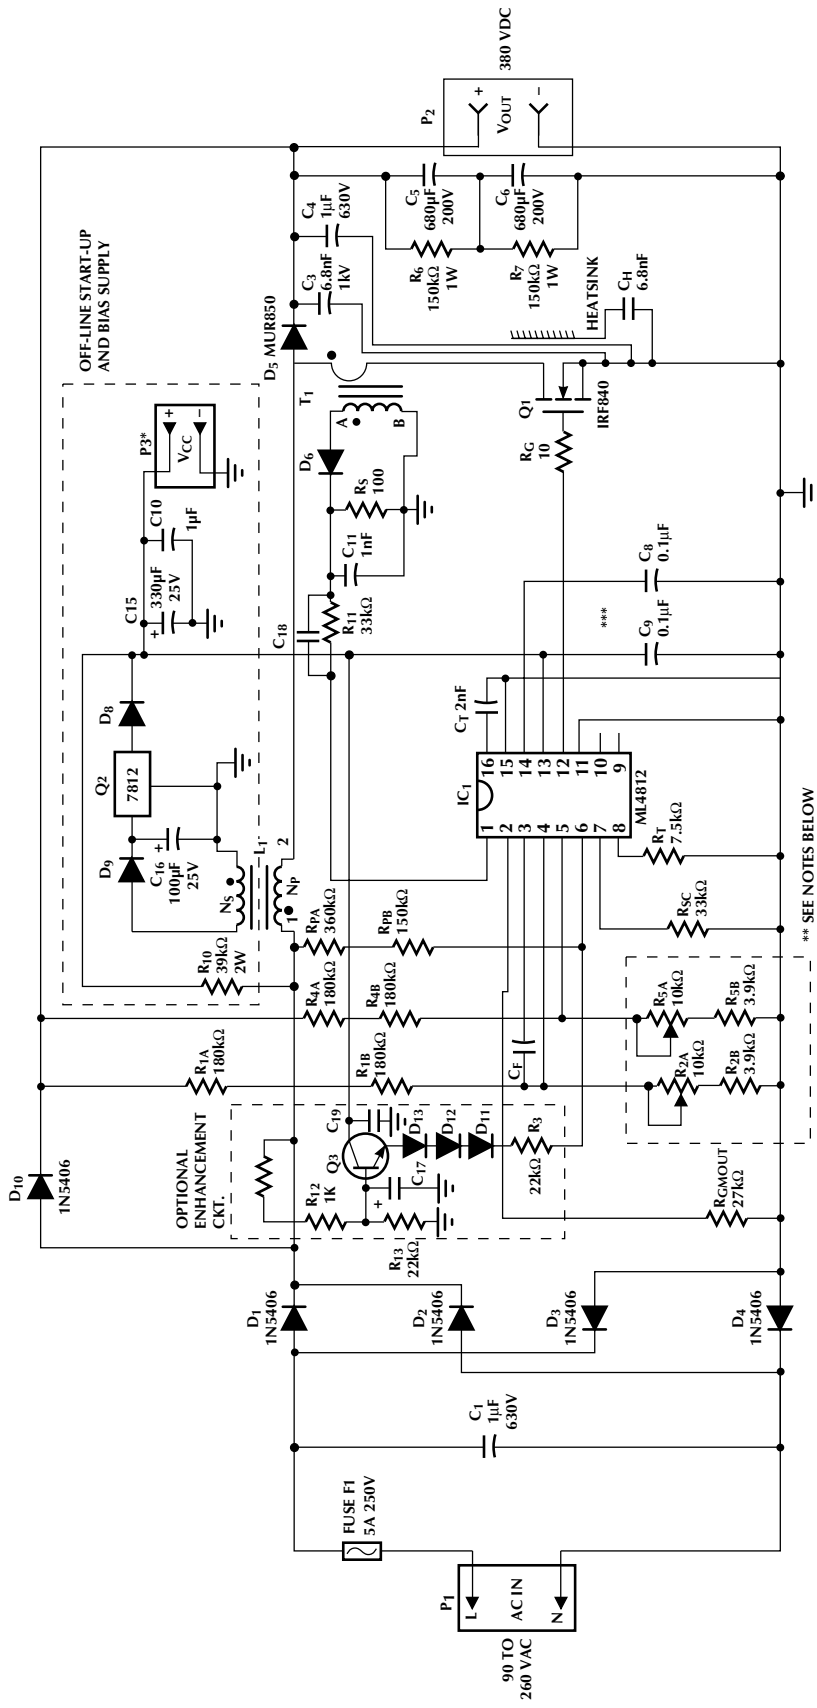 P1
L
AC IN
N
90 TO
260 VAC
FUSE F1
5A 250V
C1
1µF
630V
D1
1N5406
D2
1N5406
D3
1N5406
D4
1N5406
D10
1N5406
OPTIONAL
ENHANCEMENT
CKT.
R12
1K
R13
22kΩ
Q3
C19
C17
D13
D12
D11
R3
22kΩ
RGMOUT
27kΩ
R1A
180kΩ
R1B
180kΩ
CF
R2A
10kΩ
R2B
3.9kΩ
R4A
180kΩ
R4B
180kΩ
R5A
10kΩ
R5B
3.9kΩ
** SEE NOTES BELOW
RPA
360kΩ
RPB
150kΩ
RSC
33kΩ
RT
7.5kΩ
OFF-LINE START-UP
AND BIAS SUPPLY
R10
39kΩ
2W
D9
C16
100µF
25V
+
Q2
7812
NS
L1
NP
1
2
D8
C15
330µF
25V
+
C10
1µF
P3*
+
VCC
−
IC1
ML4812
1
2
3
4
5
6
7
8
16
15
14
13
12
11
10
9
CT 2nF
C18
R11
33kΩ
C11
1nF
RS
100
D6
T1
A
B
D5 MUR850
C9
0.1µF
C8
0.1µF
***
RG
10
Q1
IRF840
HEATSINK
CH
6.8nF
C3
6.8nF
1kV
C4
1µF
630V
R6
150kΩ
1W
R7
150kΩ
1W
C5
680µF
200V
C6
680µF
200V
P2
+
VOUT
−
380 VDC